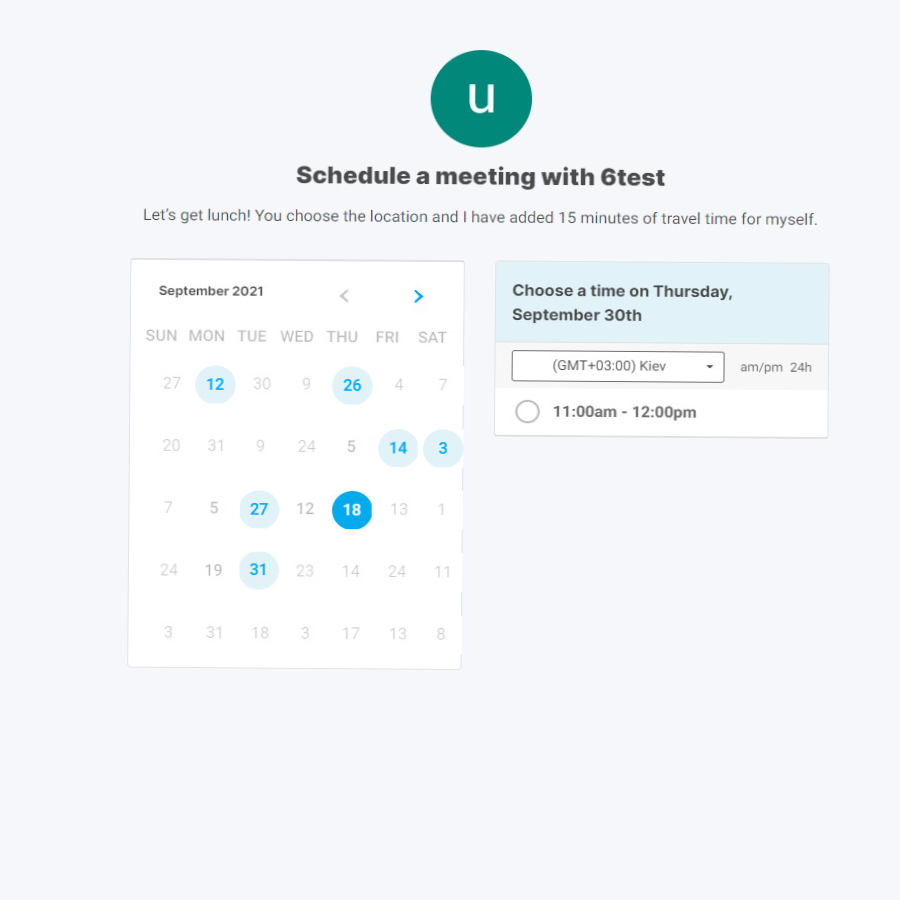 u
Schedule a meeting with 6test
Let's get lunch! You choose the location and I have added 15 minutes of travel time for myself.
September 2021
SUN MON TUE WED THU FRI SAT
27 12 30 9 26 4 7
20 31 9 24 5 14 3
7 5 27 12 18 13 1
24 19 31 23 14 24 11
3 31 18 3 17 13 8
Choose a time on Thursday,
September 30th
(GMT+03:00) Kiev am/pm 24h
11:00am - 12:00pm